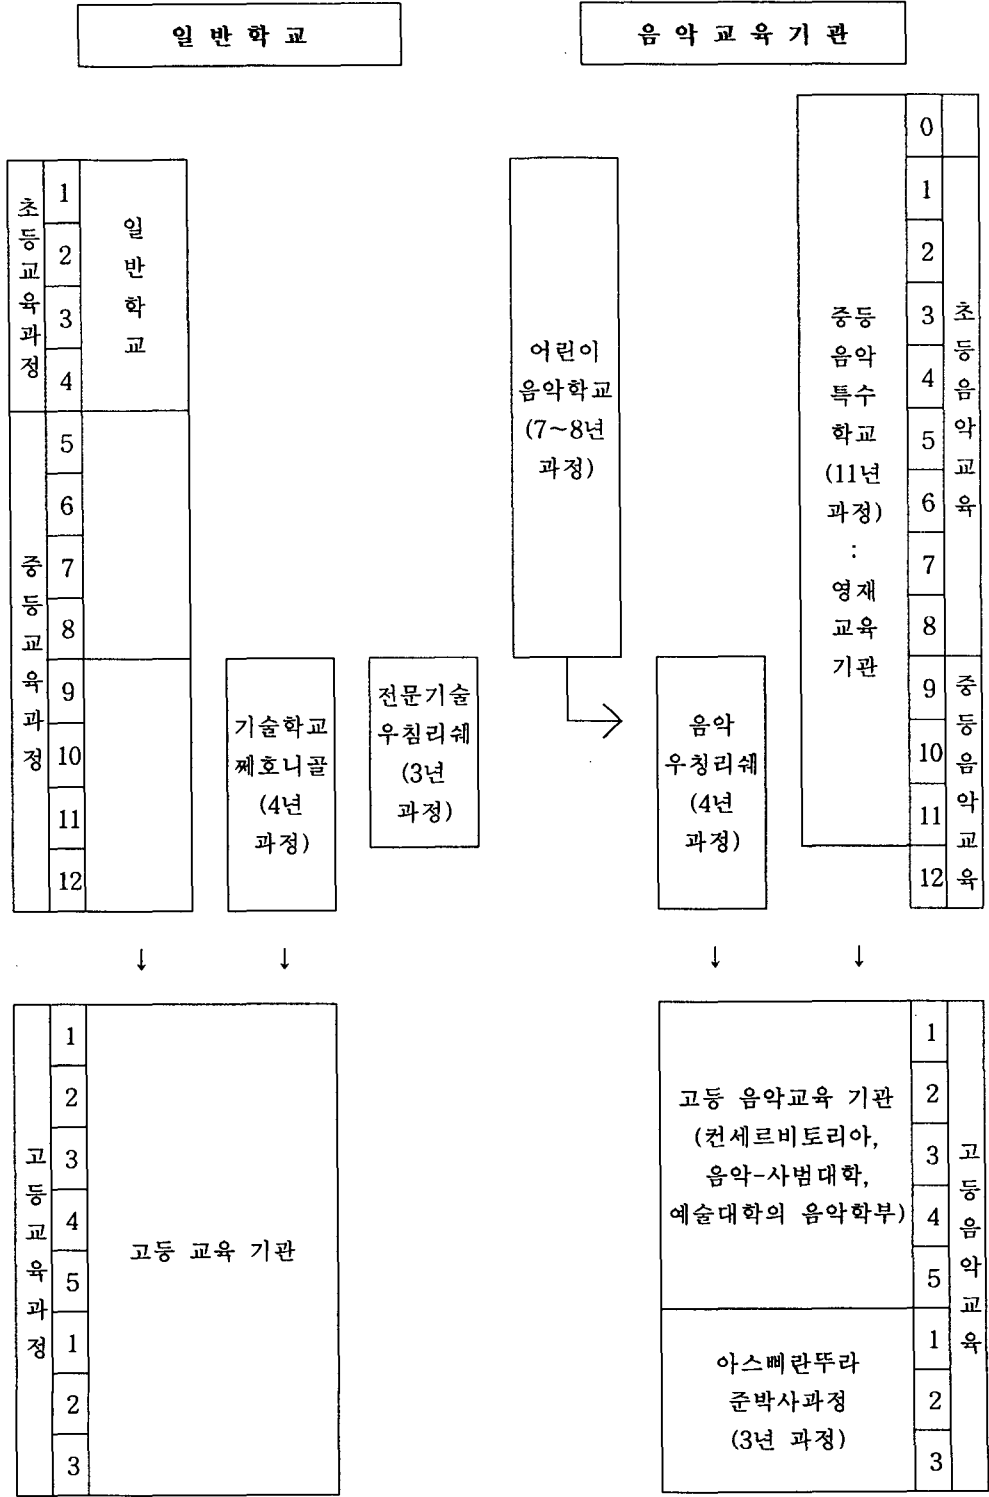 일반학교
음악교육기관
초등교육과정
1
2
3
4
일반학교
중등교육과정
5
6
7
8
9
10
11
12
기술학교
쩨호니골
(4년
과정)
전문기술
우침리쉐
(3년
과정)
어린이
음악학교
(7~8년
과정)
음악
우칭리쉐
(4년
과정)
중등
음악
특수
학교
(11년
과정)
:
영재
교육
기관
0
1
2
3
4
5
6
7
8
9
10
11
12
초등음악교육
중등음악교육
↓
↓
↓
↓
고등교육과정
1
2
3
4
5
1
2
3
고등 교육 기관
고등 음악교육 기관
(컨세르비토리아,
음악-사범대학,
예술대학의 음악학부)
아스삐란뚜라
준박사과정
(3년 과정)
1
2
3
4
5
1
2
3
고등음악교육